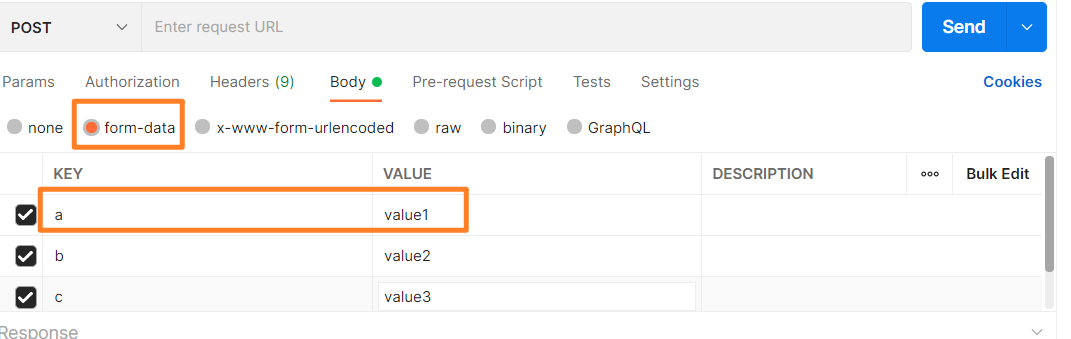 POST Enter request URL Send
Params Authorization Headers (9) Body Pre-request Script Tests Settings Cookies
none form-data x-www-form-urlencoded raw binary GraphQL
KEY VALUE DESCRIPTION ooo Bulk Edit
a value1
b value2
c value3
Response